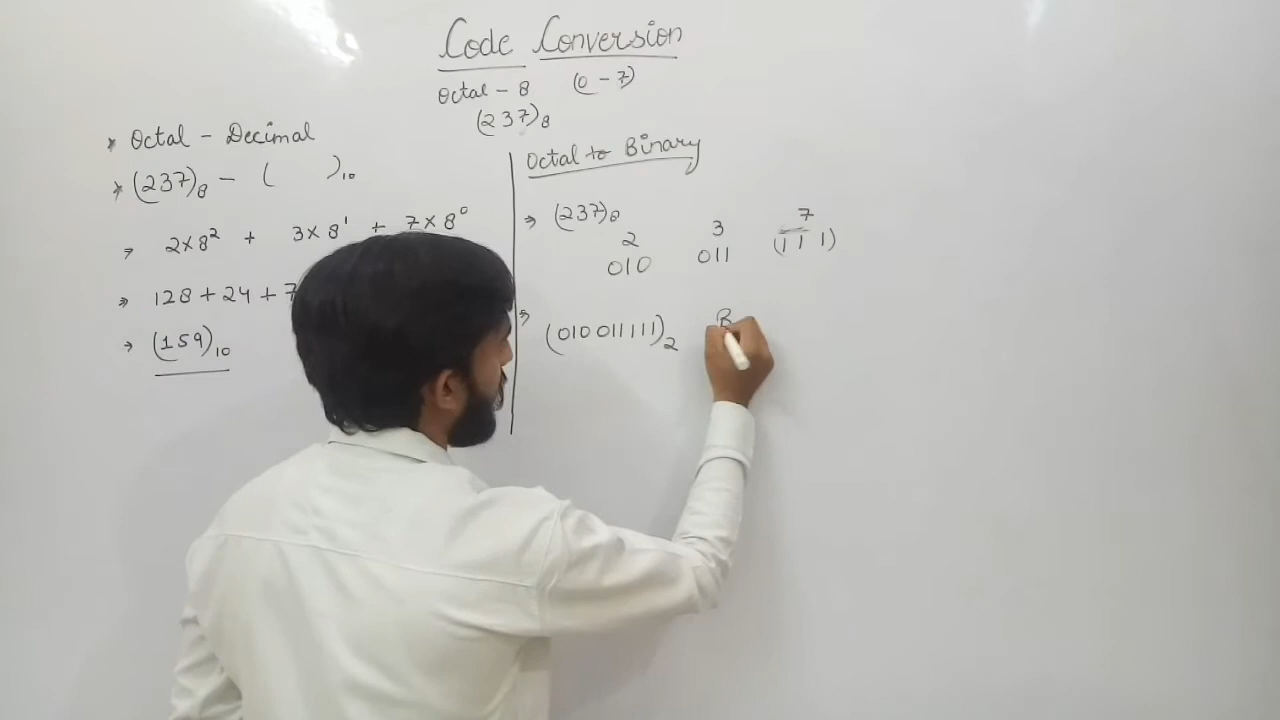 Code Conversion
Octal - 8 (0 - 7)
(237)₈
* Octal - Decimal
* (237)₈ - ( )₁₀
→ 2×8² + 3×8¹ + 7×8⁰
→ 128 + 24 + 7
→ (159)₁₀
Octal to Binary
→ (237)₈
2 3 7
010 011 (111)
→ (010 011 111)₂ B